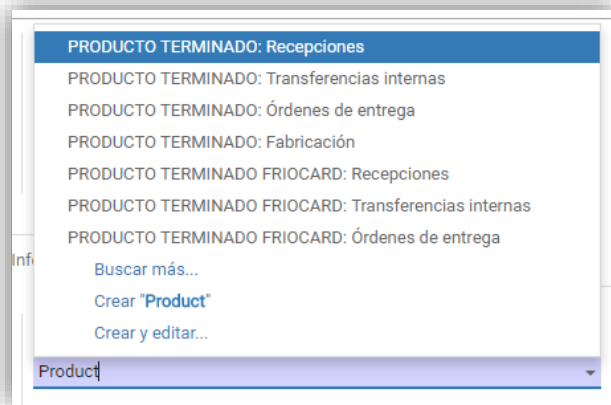 PRODUCTO TERMINADO: Recepciones
PRODUCTO TERMINADO: Transferencias internas
PRODUCTO TERMINADO: Órdenes de entrega
PRODUCTO TERMINADO: Fabricación
PRODUCTO TERMINADO FRIOCARD: Recepciones
PRODUCTO TERMINADO FRIOCARD: Transferencias internas
PRODUCTO TERMINADO FRIOCARD: Órdenes de entrega
Buscar más...
Crear "Product"
Crear y editar...
Product